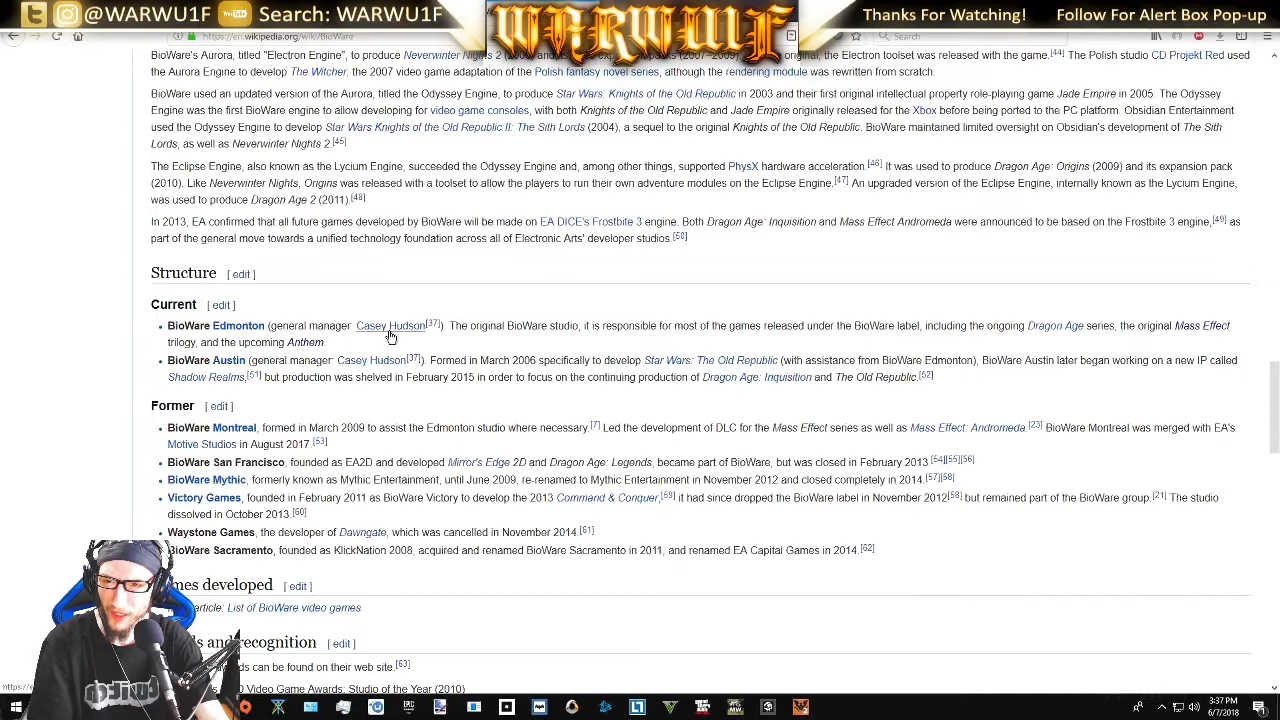 @WARWU1F YouTube Search: WARWU1F WARWU1F Thanks For Watching! Follow For Alert Box Pop-up
https://en.wikipedia.org/wiki/BioWare Search
BioWare's Aurora, titled "Electron Engine", to produce Neverwinter Nights 2 original, the Electron toolset was released with the game.[44] The Polish studio CD Projekt Red used
the Aurora Engine to develop The Witcher, the 2007 video game adaptation of the Polish fantasy novel series, although the rendering module was rewritten from scratch.
BioWare used an updated version of the Aurora, titled the Odyssey Engine, to produce Star Wars: Knights of the Old Republic in 2003 and their first original intellectual property role-playing game Jade Empire in 2005. The Odyssey
Engine was the first BioWare engine to allow developing for video game consoles, with both Knights of the Old Republic and Jade Empire originally released for the Xbox before being ported to the PC platform. Obsidian Entertainment
used the Odyssey Engine to develop Star Wars Knights of the Old Republic II: The Sith Lords (2004), a sequel to the original Knights of the Old Republic. BioWare maintained limited oversight on Obsidian's development of The Sith
Lords, as well as Neverwinter Nights 2.[45]
The Eclipse Engine, also known as the Lycium Engine, succeeded the Odyssey Engine and, among other things, supported PhysX hardware acceleration.[46] It was used to produce Dragon Age: Origins (2009) and its expansion pack
(2010). Like Neverwinter Nights, Origins was released with a toolset to allow the players to run their own adventure modules on the Eclipse Engine.[47] An upgraded version of the Eclipse Engine, internally known as the Lycium Engine,
was used to produce Dragon Age 2 (2011).[48]
In 2013, EA confirmed that all future games developed by BioWare will be made on EA DICE's Frostbite 3 engine. Both Dragon Age: Inquisition and Mass Effect Andromeda were announced to be based on the Frostbite 3 engine,[49] as
part of the general move towards a unified technology foundation across all of Electronic Arts' developer studios.[50]
Structure [ edit ]
Current [ edit ]
• BioWare Edmonton (general manager: Casey Hudson[37]). The original BioWare studio, it is responsible for most of the games released under the BioWare label, including the ongoing Dragon Age series, the original Mass Effect
trilogy, and the upcoming Anthem.
• BioWare Austin (general manager: Casey Hudson[37]). Formed in March 2006 specifically to develop Star Wars: The Old Republic (with assistance from BioWare Edmonton), BioWare Austin later began working on a new IP called
Shadow Realms,[51] but production was shelved in February 2015 in order to focus on the continuing production of Dragon Age: Inquisition and The Old Republic.[52]
Former [ edit ]
• BioWare Montreal, formed in March 2009 to assist the Edmonton studio where necessary.[7] Led the development of DLC for the Mass Effect series as well as Mass Effect: Andromeda.[23] BioWare Montreal was merged with EA's
Motive Studios in August 2017.[53]
• BioWare San Francisco, founded as EA2D and developed Mirror's Edge 2D and Dragon Age: Legends, became part of BioWare, but was closed in February 2013.[54][55][56]
• BioWare Mythic, formerly known as Mythic Entertainment, until June 2009, re-renamed to Mythic Entertainment in November 2012 and closed completely in 2014.[57][58]
• Victory Games, founded in February 2011 as BioWare Victory to develop the 2013 Command & Conquer,[59] it had since dropped the BioWare label in November 2012[58] but remained part of the BioWare group.[21] The studio
dissolved in October 2013.[60]
• Waystone Games, the developer of Dawngate, which was cancelled in November 2014.[61]
BioWare Sacramento, founded as KlickNation 2008, acquired and renamed BioWare Sacramento in 2011, and renamed EA Capital Games in 2014.[62]
mes developed [ edit ]
article: List of BioWare video games
and recognition [ edit ]
can be found on their web site.[63]
Video Game Awards: Studio of the Year (2010)
3:37 PM
6/7/2018